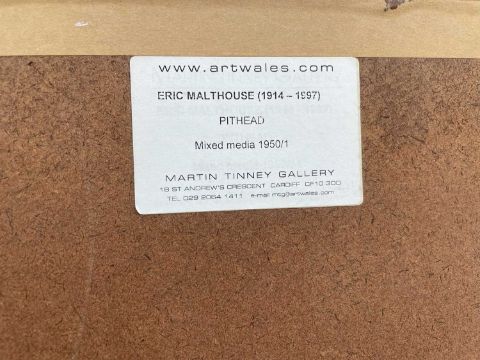 www.artwales.com
ERIC MALTHOUSE (1914 – 1997)
PITHEAD
Mixed media 1950/1
MARTIN TINNEY GALLERY
18 ST ANDREW'S CRESCENT CARDIFF CF10 3DD
TEL 029 2064 1411 e-mail mtg@artwales.com